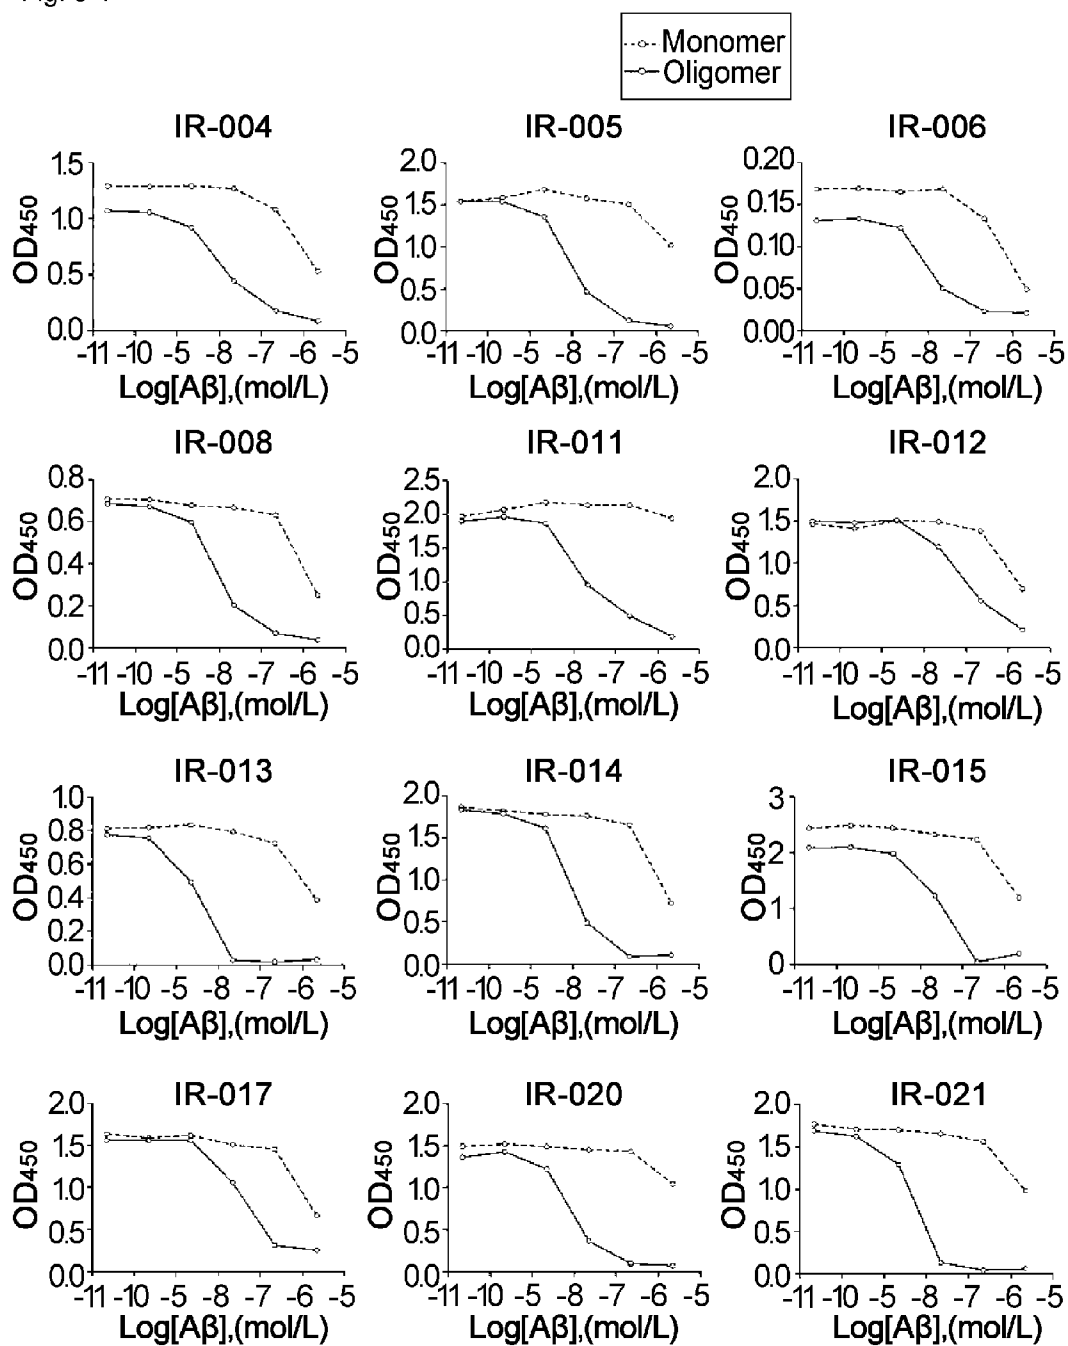 Monomer
Oligomer
IR-004 IR-005 IR-006
1.5 1.0 0.5 0.0
OD450
-11 -10 -5 -8 -7 -6 -5
Log[Aβ],(mol/L)
2.0 1.5 1.0 0.5 0.0
OD450
-11 -10 -5 -8 -7 -6 -5
Log[Aβ],(mol/L)
0.20 0.15 0.10 0.05 0.00
OD450
-11 -10 -5 -8 -7 -6 -5
Log[Aβ],(mol/L)
IR-008 IR-011 IR-012
0.8 0.6 0.4 0.2 0.0
OD450
-11 -10 -5 -8 -7 -6 -5
Log[Aβ],(mol/L)
2.5 2.0 1.5 1.0 0.5 0.0
OD450
-11 -10 -5 -8 -7 -6 -5
Log[Aβ],(mol/L)
2.0 1.5 1.0 0.5 0.0
OD450
-11 -10 -5 -8 -7 -6 -5
Log[Aβ],(mol/L)
IR-013 IR-014 IR-015
1.0 0.8 0.6 0.4 0.2 0.0
OD450
-11 -10 -5 -8 -7 -6 -5
Log[Aβ],(mol/L)
2.0 1.5 1.0 0.5 0.0
OD450
-11 -10 -5 -8 -7 -6 -5
Log[Aβ],(mol/L)
3 2 1 0
OD450
-11 -10 -5 -8 -7 -6 -5
Log[Aβ],(mol/L)
IR-017 IR-020 IR-021
2.0 1.5 1.0 0.5 0.0
OD450
-11 -10 -5 -8 -7 -6 -5
Log[Aβ],(mol/L)
2.0 1.5 1.0 0.5 0.0
OD450
-11 -10 -5 -8 -7 -6 -5
Log[Aβ],(mol/L)
2.0 1.5 1.0 0.5 0.0
OD450
-11 -10 -5 -8 -7 -6 -5
Log[Aβ],(mol/L)